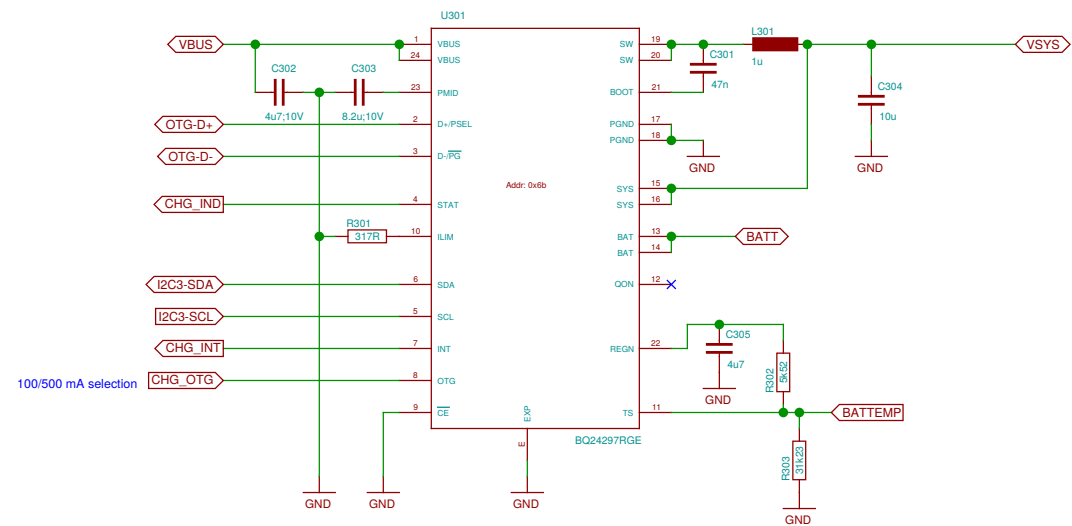 U301
VBUS
1
VBUS
24
VBUS
C302
4u7;10V
C303
8.2u;10V
23
PMID
OTG-D+
2
D+/PSEL
OTG-D-
3
D-/PG
CHG_IND
4
STAT
R301
317R
10
ILIM
I2C3-SDA
6
SDA
I2C3-SCL
5
SCL
CHG_INT
7
INT
100/500 mA selection
CHG_OTG
8
OTG
9
CE
GND
GND
Addr: 0x6b
EXP
E
GND
BQ24297RGE
SW
19
SW
20
BOOT
21
C301
47n
L301
1u
VSYS
C304
10u
GND
PGND
17
PGND
18
GND
SYS
15
SYS
16
BAT
13
BAT
14
BATT
QON
12
REGN
22
C305
4u7
GND
R302
5k52
TS
11
BATTEMP
R303
31k23
GND